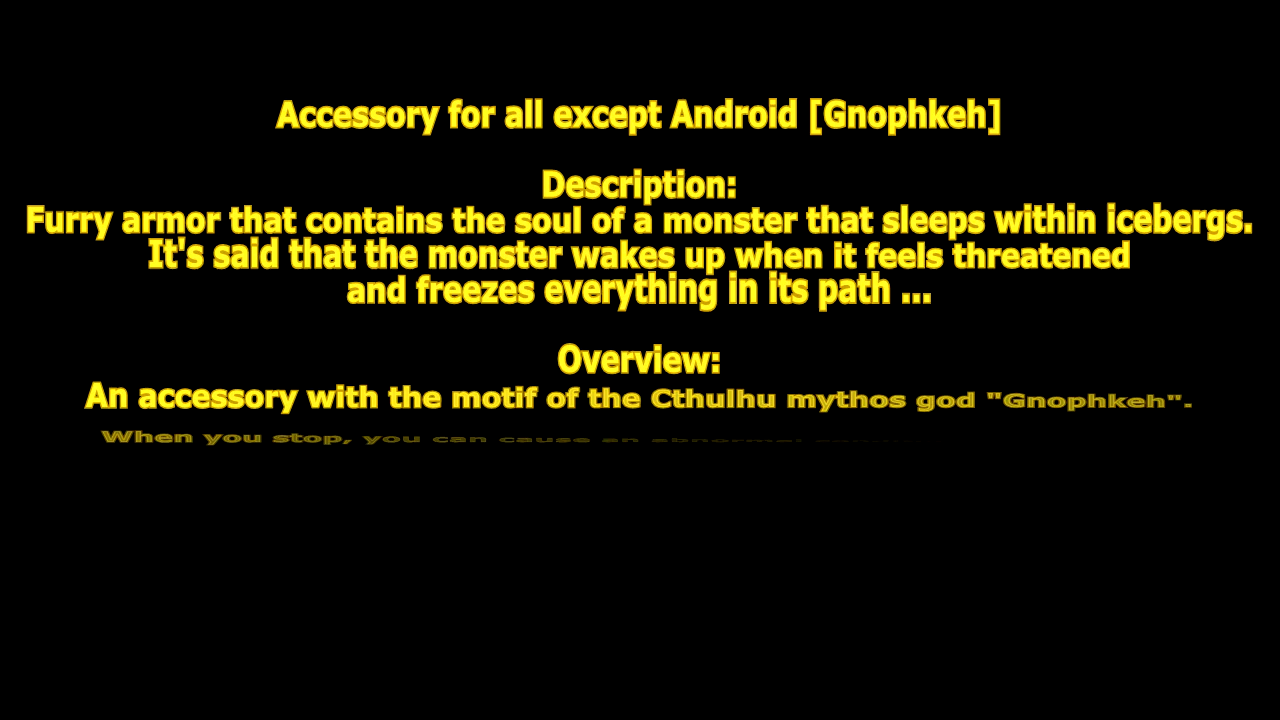 Accessory for all except Android [Gnophkeh]
Description:
Furry armor that contains the soul of a monster that sleeps within icebergs.
It's said that the monster wakes up when it feels threatened
and freezes everything in its path ...
Overview:
An accessory with the motif of the Cthulhu mythos god "Gnophkeh".
When you stop, you can cause an abnormal